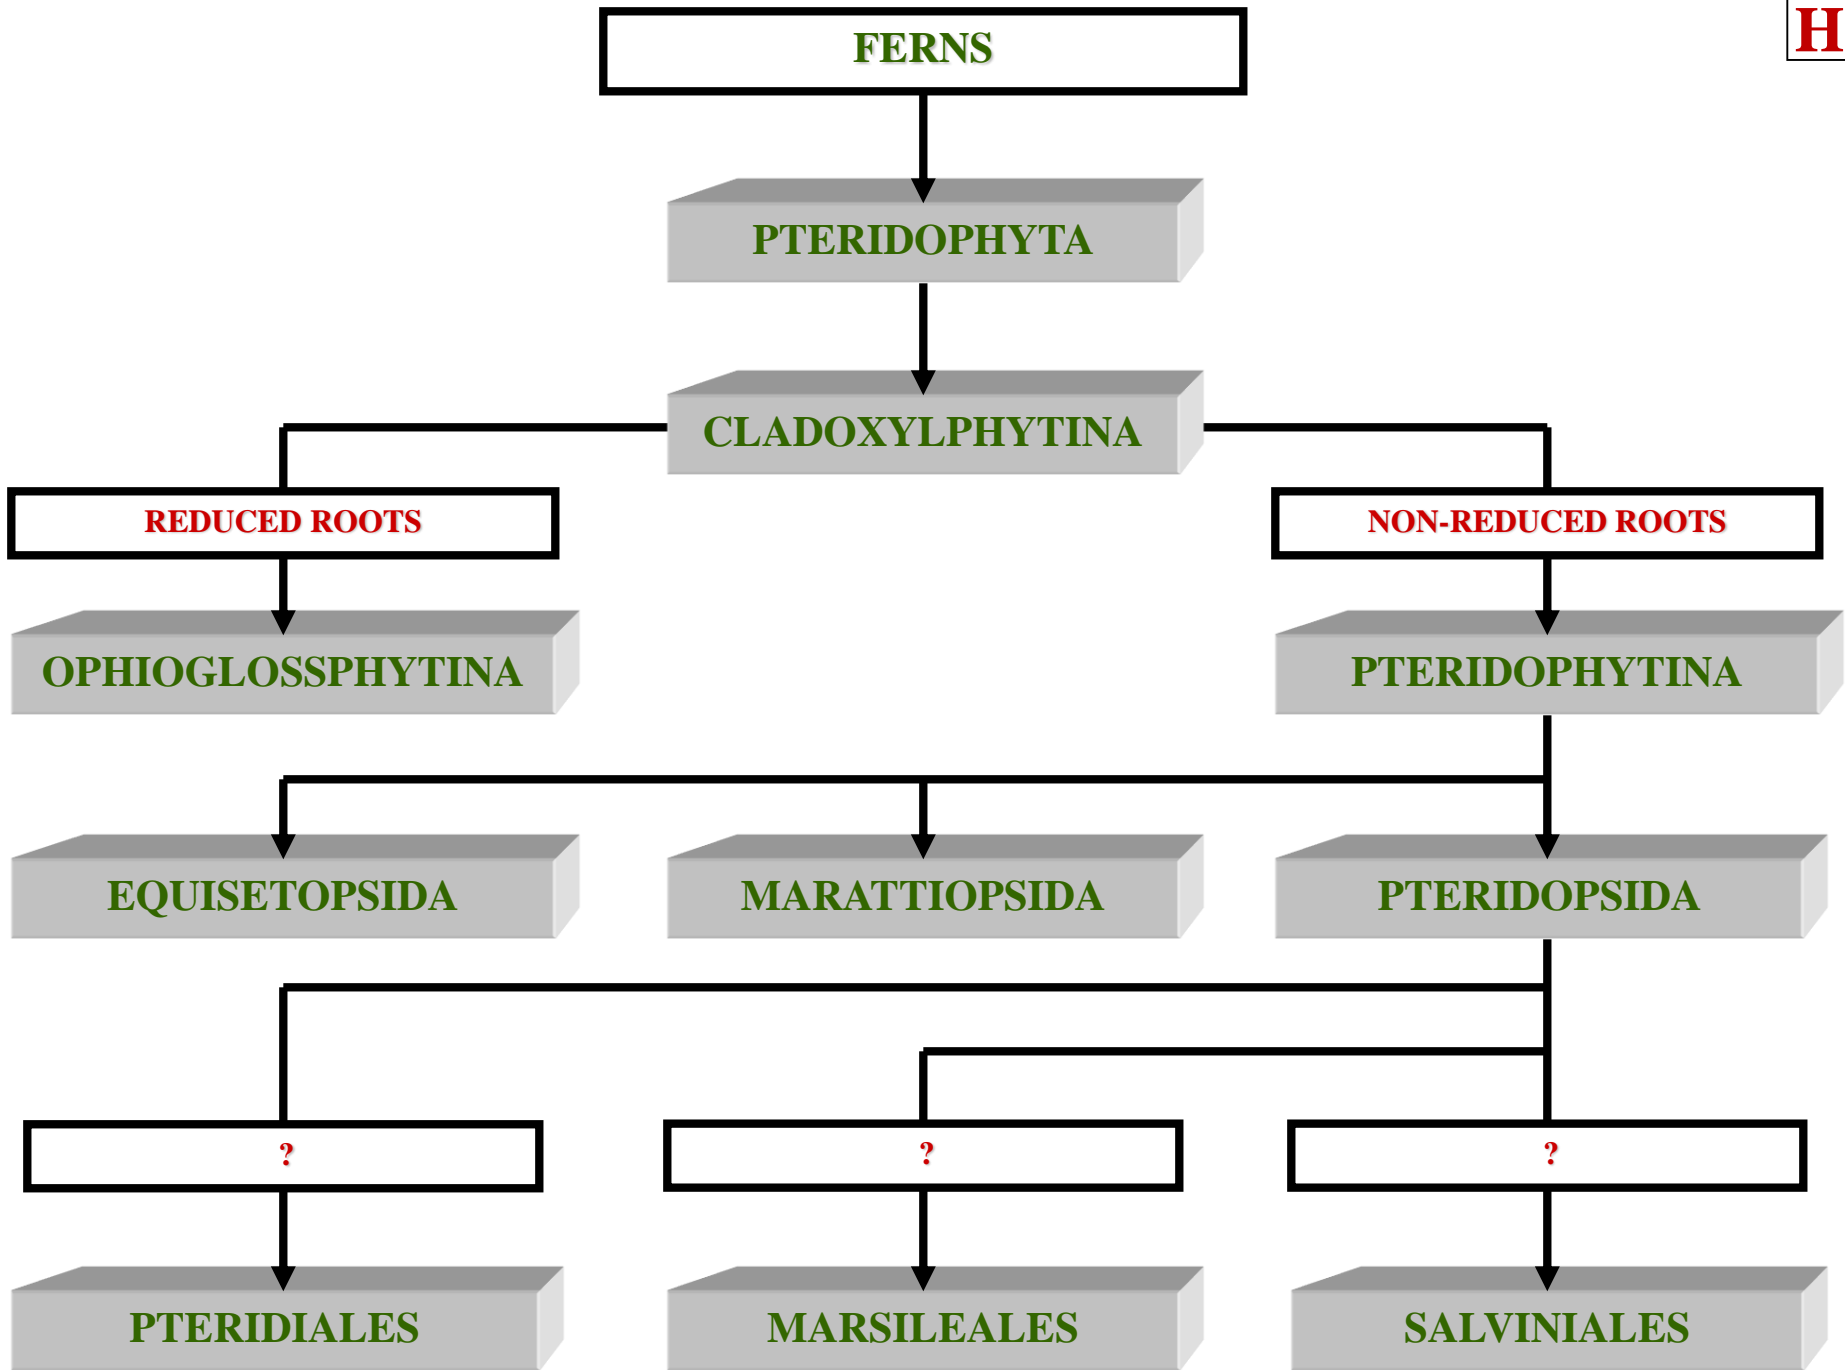 H
FERNS
PTERIDOPHYTA
CLADOXYLPHYTINA
REDUCED ROOTS
NON-REDUCED ROOTS
OPHIOGLOSSPHYTINA
PTERIDOPHYTINA
EQUISETOPSIDA
MARATTIOPSIDA
PTERIDOPSIDA
?
?
?
PTERIDIALES
MARSILEALES
SALVINIALES